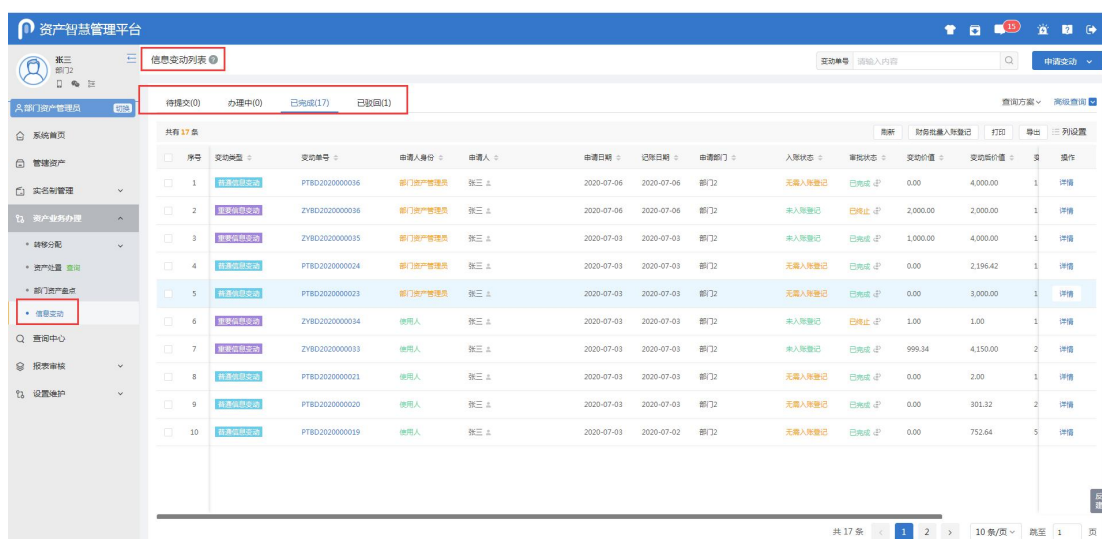 资产智慧管理平台
15
张三
部门2
部门资产管理员 切换
系统首页
管辖资产
实名制管理
资产业务办理
转移分配
资产处置 查询
部门资产盘点
信息变动
查询中心
报表审核
设置维护
信息变动列表
变动单号 请输入内容
申请变动
待提交(0) 办理中(0) 已完成(17) 已驳回(1)
查询方案 高级查询
共有 17 条
刷新 财务批量入账登记 打印 导出 列设置
序号 变动类型 变动单号 申请人身份 申请人 申请日期 记账日期 申请部门 入账状态 审批状态 变动价值 变动后价值 变 操作
1 普通信息变动 PTBD2020000036 部门资产管理员 张三 2020-07-06 2020-07-06 部门2 无需入账登记 已完成 0.00 4,000.00 1 详情
2 重要信息变动 ZYBD2020000036 部门资产管理员 张三 2020-07-06 2020-07-06 部门2 未入账登记 已终止 2,000.00 2,000.00 1 详情
3 重要信息变动 ZYBD2020000035 部门资产管理员 张三 2020-07-03 2020-07-03 部门2 未入账登记 已完成 1,000.00 4,000.00 1 详情
4 普通信息变动 PTBD2020000024 部门资产管理员 张三 2020-07-03 2020-07-03 部门2 无需入账登记 已完成 0.00 2,196.42 1 详情
5 普通信息变动 PTBD2020000023 部门资产管理员 张三 2020-07-03 2020-07-03 部门2 无需入账登记 已完成 0.00 3,000.00 1 详情
6 重要信息变动 ZYBD2020000034 使用人 张三 2020-07-03 2020-07-03 部门2 未入账登记 已终止 1.00 1.00 1 详情
7 重要信息变动 ZYBD2020000033 使用人 张三 2020-07-03 2020-07-03 部门2 未入账登记 已完成 999.34 4,150.00 2 详情
8 普通信息变动 PTBD2020000021 使用人 张三 2020-07-03 2020-07-03 部门2 无需入账登记 已完成 0.00 2.00 1 详情
9 普通信息变动 PTBD2020000020 使用人 张三 2020-07-03 2020-07-03 部门2 无需入账登记 已完成 0.00 301.32 2 详情
10 普通信息变动 PTBD2020000019 使用人 张三 2020-07-03 2020-07-02 部门2 无需入账登记 已完成 0.00 752.64 5 详情
共 17 条 1 2 10 条/页 跳至 1 页